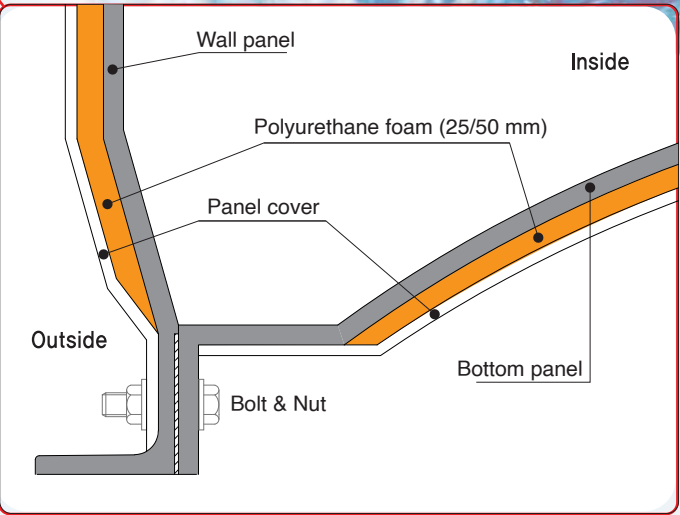 Wall panel
Inside
Polyurethane foam (25/50 mm)
Panel cover
Outside
Bottom panel
Bolt & Nut